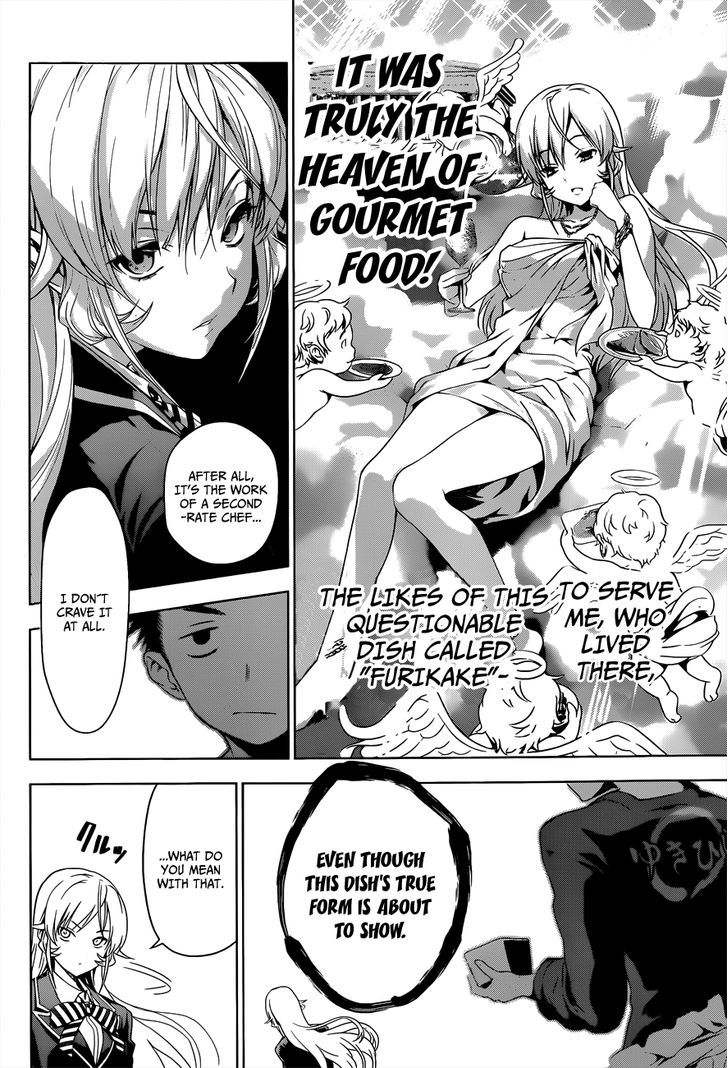 IT WAS
TRULY THE
HEAVEN OF
GOURMET
FOOD!
TO SERVE
ME, WHO
LIVED
THERE,
THE LIKES OF THIS
QUESTIONABLE
DISH CALLED
"FURIKAKE"-
AFTER ALL,
IT'S THE WORK
OF A SECOND
-RATE CHEF...
I DON'T
CRAVE IT
AT ALL.
ゆきひ
EVEN THOUGH
THIS DISH'S TRUE
FORM IS ABOUT
TO SHOW.
...WHAT DO
YOU MEAN
WITH THAT.
クルッ